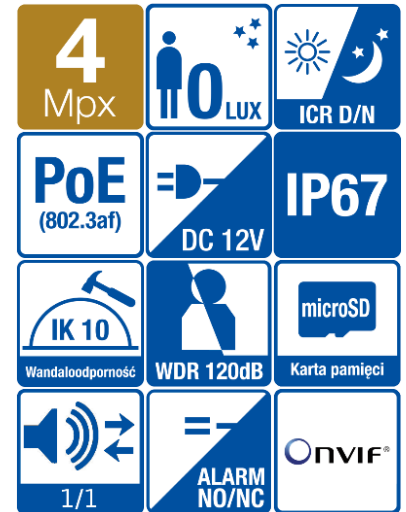 4
Mpx
0 LUX
ICR D/N
PoE
(802.3af)
DC 12V
IP67
IK 10
Wandaloodporność
WDR 120dB
microSD
Karta pamięci
1/1
ALARM
NO/NC
ONVIF®